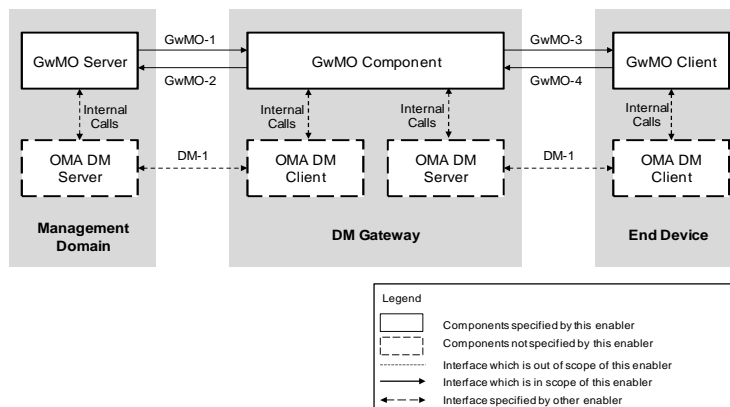 GwMO-1
GwMO-3
GwMO Server
GwMO Component
GwMO Client
GwMO-2
GwMO-4
Internal
Calls
Internal
Calls
Internal
Calls
Internal
Calls
OMA DM
Server
DM-1
OMA DM
Client
OMA DM
Server
DM-1
OMA DM
Client
Management
Domain
DM Gateway
End Device
Legend
Components specified by this enabler
Components not specified by this enabler
Interface which is out of scope of this enabler
Interface which is in scope of this enabler
Interface specified by other enabler